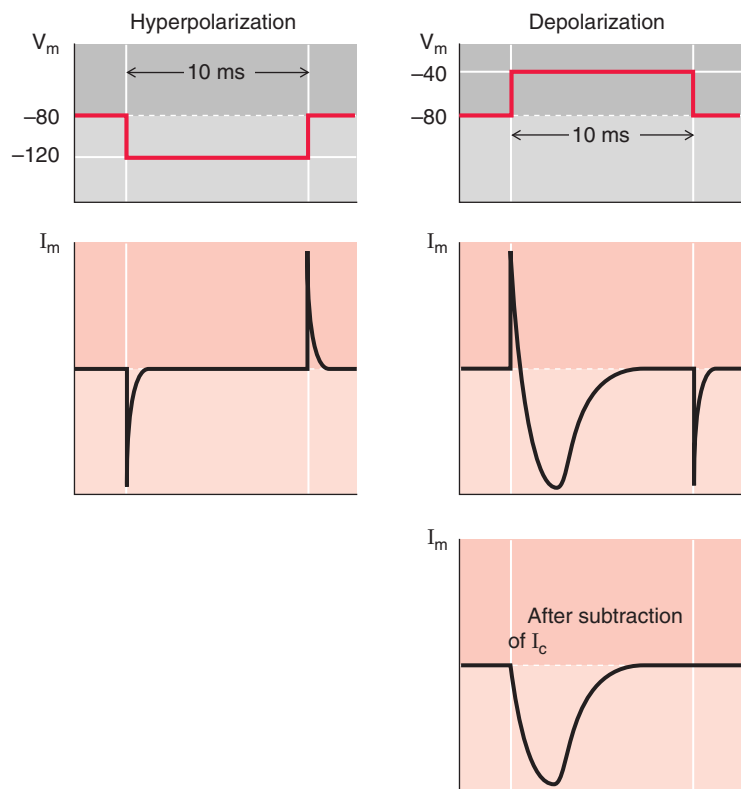 Hyperpolarization
Vm
10 ms
–80
–120
Im
Depolarization
Vm
–40
–80
10 ms
Im
Im
After subtraction
of Ic